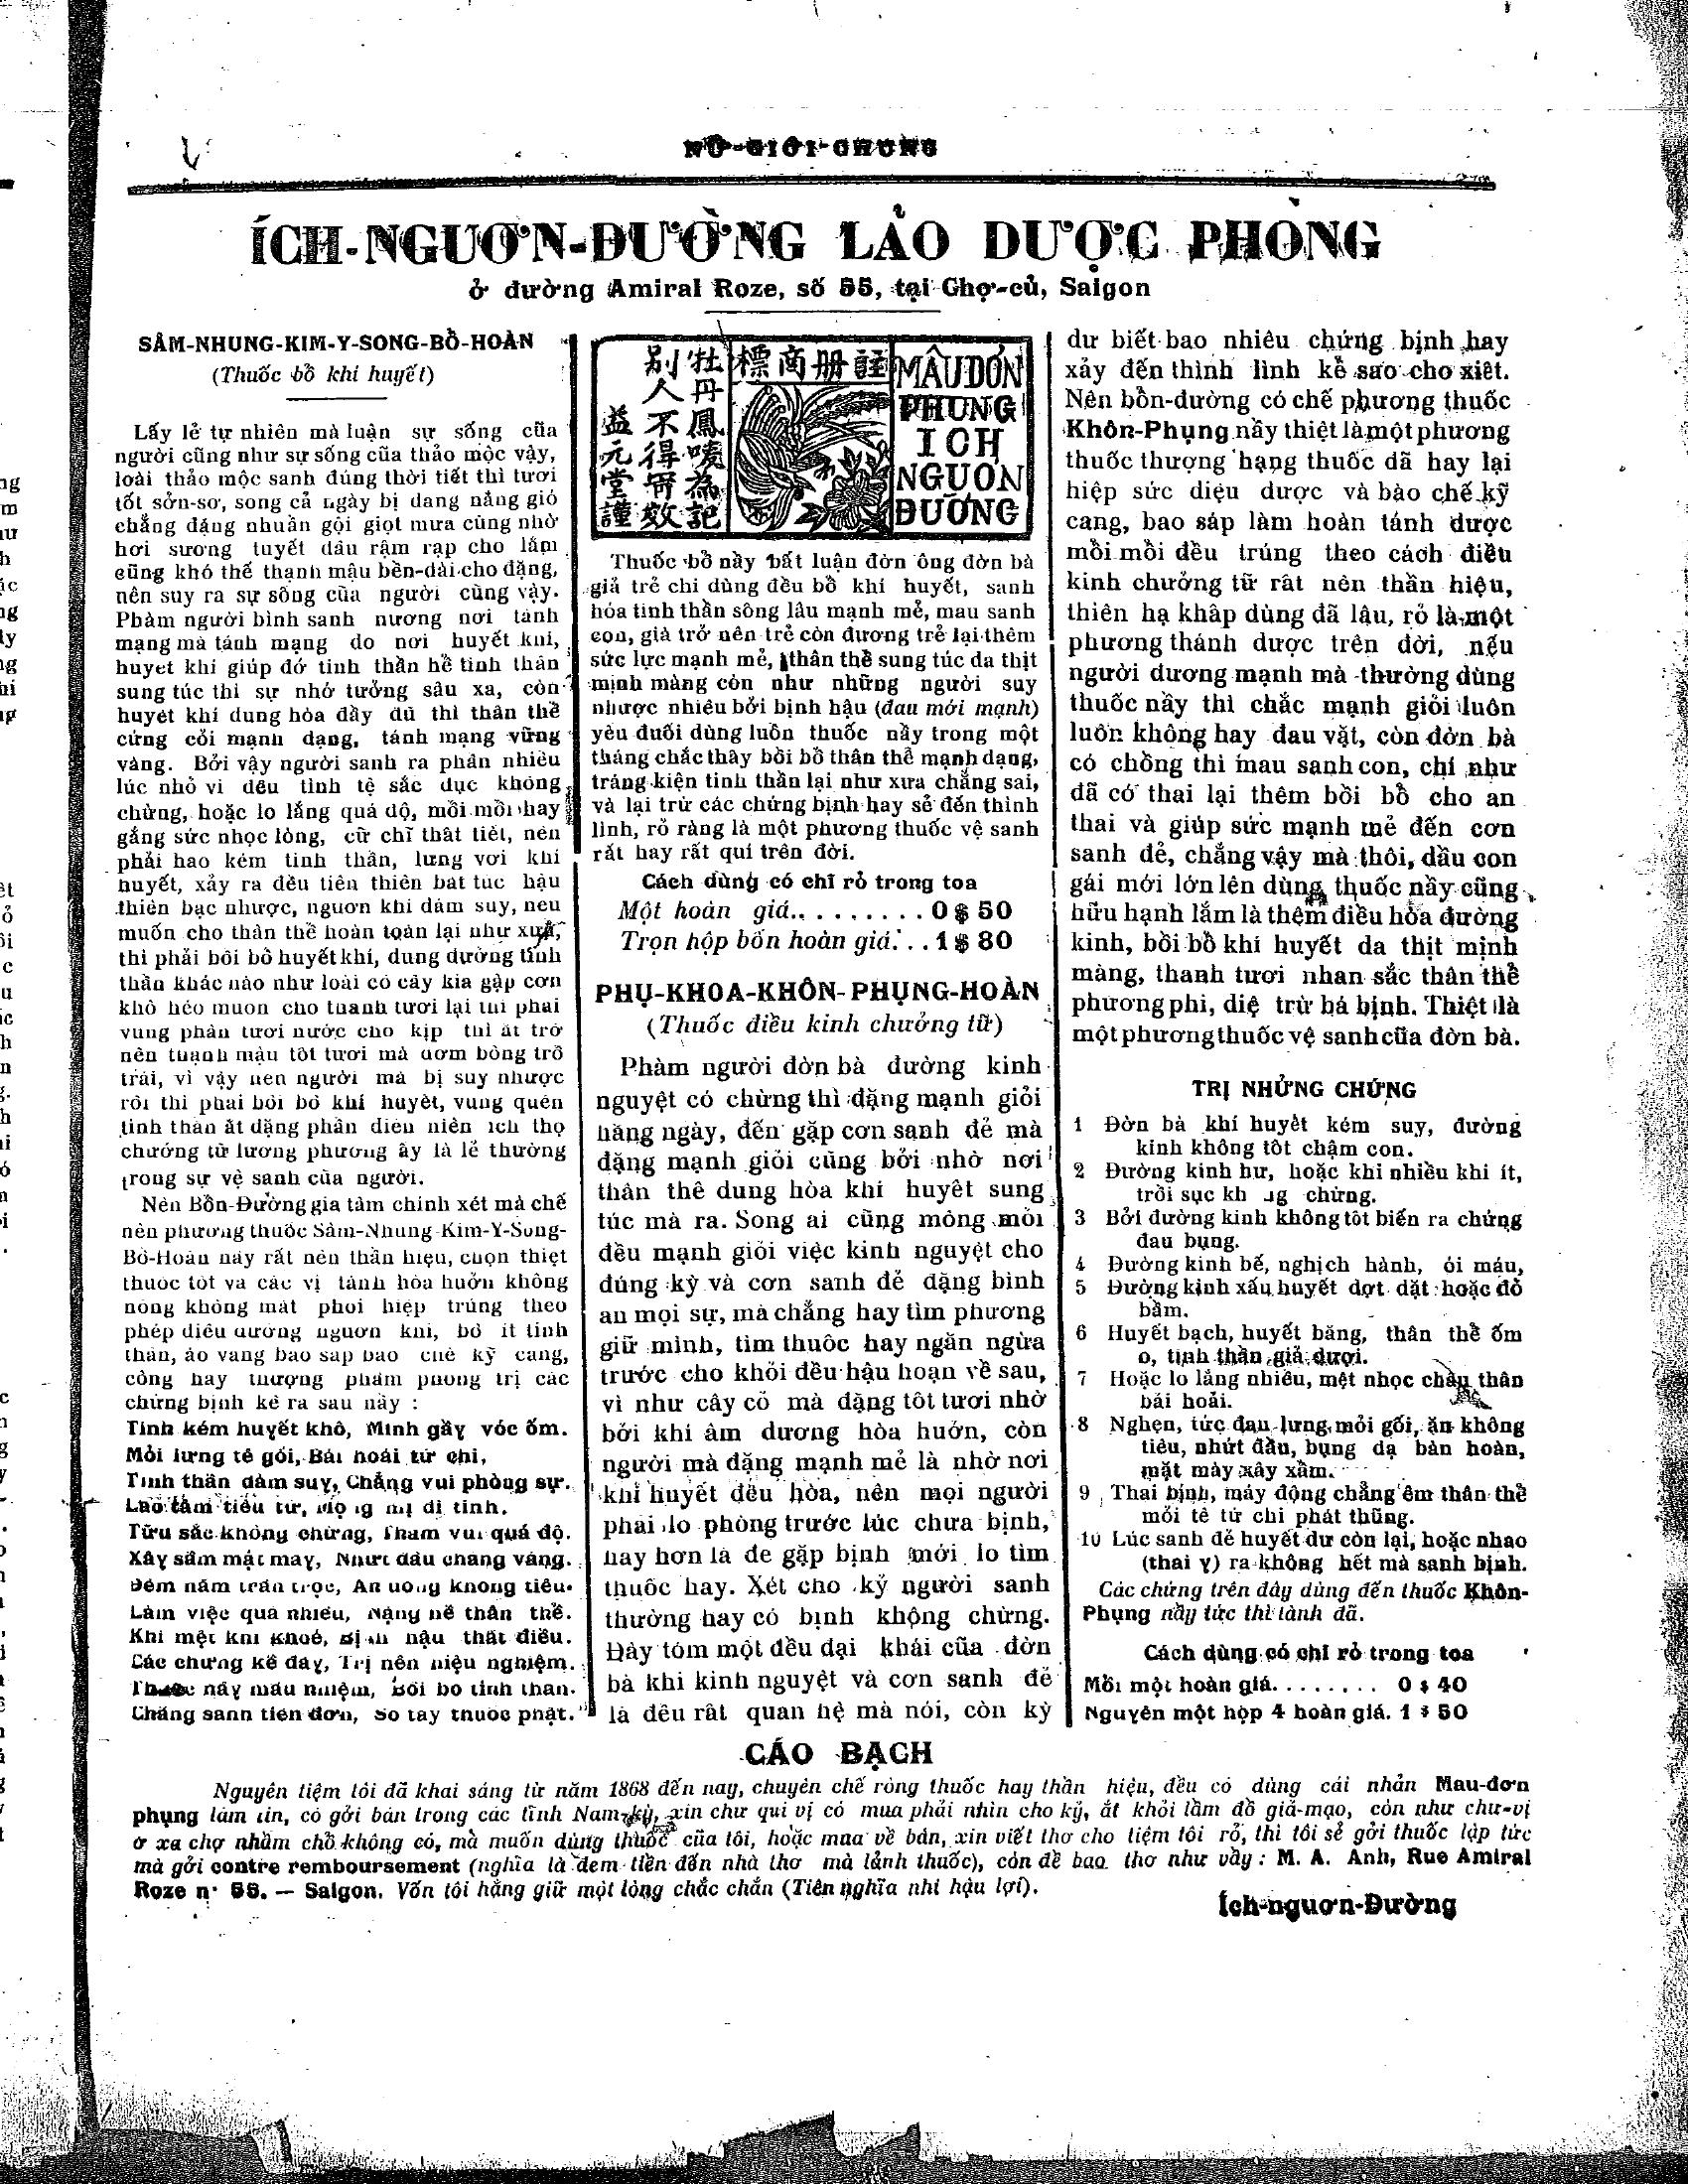 NỮ-GIỚI-CHUNG
ÍCH-NGƯƠN-ĐƯỜNG LẢO DƯỢC PHÒNG
ở đường Amiral Roze, số 55, tại Chợ-củ, Saigon
SÂM-NHUNG-KIM-Y-SONG-BỔ-HOÀN
(Thuốc bổ khí huyết)
Lấy lẻ tự nhiên mà luận sự sống cũa
người cũng như sự sống cũa thảo mộc vậy,
loài thảo mộc sanh đúng thời tiết thì tươi
tốt sởn-sơ, song cả ngày bị dang nắng gió
chẳng đặng nhuần gội giọt mưa cùng nhờ
hơi sương tuyết dầu rậm rạp cho lắm
cũng khó thế thạnh mậu bền-dài cho đặng,
nên suy ra sự sống cũa người cũng vậy.
Phàm người bình sanh nương nơi tánh
mạng mà tánh mạng do nơi huyết khí,
huyết khí giúp đở tinh thần hể tinh thần
sung túc thì sự nhớ tưởng sâu xa, còn
huyết khí dung hòa đầy đủ thì thân thể
cứng cỏi mạnh dạng, tánh mạng vững
vàng. Bởi vậy người sanh ra phần nhiều
lúc nhỏ vì đều tình tệ sắc dục không
chừng, hoặc lo lắng quá độ, mỗi mỗi hay
gắng sức nhọc lòng, cữ chỉ thất tiết, nên
phải hao kém tinh thần, lưng vơi khí
huyết, xảy ra đều tiên thiên bất túc hậu
thiên bạc nhược, ngươn khí dám suy, nếu
muốn cho thân thể hoàn toàn lại như xưa,
thì phải bồi bổ huyết khí, dung dưỡng tinh
thần khác nào như loài cỏ cây kia gặp cơn
khô héo muốn cho thanh tươi lại thì phải
vung phân tưới nước cho kịp thì ắt trở
nên thạnh mậu tốt tươi mà đơm bông trổ
trái, vì vậy nên người mà bị suy nhược
rồi thì phải bồi bổ khí huyết, vung quén
tinh thần ắt đặng phần diên niên ích thọ
chướng tử lương phương ấy là lẻ thường
trong sự vệ sanh cũa người.
Nên Bổn-Đường gia tâm chinh xét mà chế
nên phương thuốc Sâm-Nhung-Kim-Y-Song-
Bổ-Hoàn nầy rất nên thần hiệu, chọn thiệt
thuốc tốt và các vị tánh hòa huởn không
nóng không mát phối hiệp trúng theo
phép điều dưỡng ngươn khí, bổ ít tinh
thần, áo vàng bao sáp bào chế kỹ cang,
công hay thượng phẩm phòng trị các
chứng bịnh kể ra sau nầy :
Tinh kém huyết khô, Mình gầy vóc ốm.
Mỏi lưng tê gối, Bải hoải tứ chi,
Tinh thần dảm suy, Chẳng vui phòng sự.
Lao tâm tiêu tứ, Mộng mị di tinh.
Tữu sắc không chừng, Tham vui quá độ.
Xây sẩm mặt mày, Nhức đầu choáng váng.
Đêm nằm trằn trọc, Ăn uống không tiêu.
Làm việc quá nhiều, Nặng nề thân thể.
Khi mệt khi khoẻ, Bịnh hậu thất điều.
Các chứng kể đây, Trị nên hiệu nghiệm.
Thuốc nầy mầu nhiệm, Bồi bổ tinh thần.
Chẳng sanh tiên đơn, So tày thuốc phật.
別人不得冒效
牡丹鳳嘜為記
益元堂謹
標商册註
MẪU ĐƠN
PHỤNG
ICH
NGUƠN
ĐƯỜNG
Thuốc bổ nầy bất luận đờn ông đờn bà
giả trẻ chi dùng đều bổ khí huyết, sanh
hóa tinh thần sống lâu mạnh mẻ, mau sanh
con, già trở nên trẻ còn đương trẻ lại thêm
sức lực mạnh mẻ, thân thể sung túc da thịt
mịnh màng còn như những người suy
nhược nhiều bởi bịnh hậu (đau mới mạnh)
yếu đuối dùng luôn thuốc nầy trong một
tháng chắc thấy bồi bổ thân thể mạnh dạng,
tráng kiện tinh thần lại như xưa chẳng sai,
và lại trừ các chứng bịnh hay sẻ đến thình
lình, rỏ ràng là một phương thuốc vệ sanh
rất hay rất quí trên đời.
Cách dùng có chĩ rỏ trong toa
Một hoàn giá......... 0$50
Trọn hộp bốn hoàn giá... 1$80
PHỤ-KHOA-KHÔN-PHỤNG-HOÀN
(Thuốc điều kinh chưởng tữ)
Phàm người đờn bà đường kinh
nguyệt có chừng thì đặng mạnh giỏi
hằng ngày, đến gặp cơn sanh đẻ mà
đặng mạnh giỏi cũng bởi nhờ nơi
thân thể dung hòa khí huyết sung
túc mà ra. Song ai cũng mông mỏi
đều mạnh giỏi việc kinh nguyệt cho
đúng kỳ và cơn sanh đẻ đặng bình
an mọi sự, mà chẳng hay tìm phương
giữ mình, tìm thuốc hay ngăn ngừa
trước cho khỏi đều hậu hoạn về sau,
vì như cây cỏ mà đặng tốt tươi nhờ
bởi khí âm dương hòa huởn, còn
người mà đặng mạnh mẻ là nhờ nơi
khí huyết đều hòa, nên mọi người
phải lo phòng trước lúc chưa bịnh,
hay hơn là để gặp bịnh mới lo tìm
thuốc hay. Xét cho kỷ người sanh
thường hay có bịnh không chừng.
Đây tóm một đều đại khái cũa đờn
bà khi kinh nguyệt và cơn sanh đẻ
là đều rất quan hệ mà nói, còn kỳ
dư biết bao nhiêu chứng bịnh hay
xảy đến thình lình kể sao cho xiết.
Nên bổn-đường có chế phương thuốc
Khôn-Phụng nầy thiệt là một phương
thuốc thượng hạng thuốc đã hay lại
hiệp sức diệu dược và bào chế kỹ
cang, bao sáp làm hoàn tánh dược
mỗi mỗi đều trúng theo cách điều
kinh chưởng tữ rất nên thần hiệu,
thiên hạ khắp dùng đã lâu, rỏ là một
phương thánh dược trên đời, nếu
người dương mạnh mà thường dùng
thuốc nầy thì chắc mạnh giỏi luôn
luôn không hay đau vặt, còn đờn bà
có chồng thì mau sanh con, chí như
đã có thai lại thêm bồi bổ cho an
thai và giúp sức mạnh mẻ đến cơn
sanh đẻ, chẳng vậy mà thôi, dầu con
gái mới lớn lên dùng thuốc nầy cũng
hữu hạnh lắm là thêm điều hòa đường
kinh, bồi bổ khí huyết da thịt mịnh
màng, thanh tươi nhan sắc thân thể
phương phi, diệ trừ bá bịnh. Thiệt là
một phương thuốc vệ sanh cũa đờn bà.
TRỊ NHỮNG CHỨNG
1 Đờn bà khí huyết kém suy, đường
kinh không tốt chậm con.
2 Đường kinh hư, hoặc khi nhiều khi ít,
trồi sục không chừng.
3 Bởi đường kinh không tốt biến ra chứng
đau bụng.
4 Đường kinh bế, nghịch hành, ói máu,
5 Đường kinh xấu huyết dợt dặt hoặc đỏ
bầm.
6 Huyết bạch, huyết băng, thân thể ốm
o, tinh thần giả dượi.
7 Hoặc lo lắng nhiều, mệt nhọc châu thân
bải hoải.
8 Nghẹn, tức đau lưng, mỏi gối, ăn không
tiêu, nhứt đầu, bụng dạ bàn hoàn,
mặt mày xây xẩm.
9 Thai bịnh, máy động chẳng êm thân thể
mỏi tê tứ chi phát thũng.
10 Lúc sanh đẻ huyết dư còn lại, hoặc nhao
(thai y) ra không hết mà sanh bịnh.
Các chứng trên đây dùng đến thuốc Khôn-
Phụng nầy tức thì lành đã.
Cách dùng có chĩ rỏ trong toa
Mỗi một hoàn giá........ 0$40
Nguyên một hộp 4 hoàn giá. 1$50
CÁO BẠCH
Nguyên tiệm tôi đã khai sáng từ năm 1868 đến nay, chuyên chế ròng thuốc hay thần hiệu, đều có dùng cái nhản Mau-đơn
phụng làm tin, có gởi bán trong các tỉnh Nam-kỳ, xin chư quí vị có mua phải nhìn cho kỷ, ắt khỏi lầm đồ giả-mạo, còn như chư-vị
ở xa chợ nhằm chổ không có, mà muốn dùng thuốc cũa tôi, hoặc mua về bán, xin viết thơ cho tiệm tôi rỏ, thì tôi sẻ gởi thuốc lập tức
mà gởi contre remboursement (nghĩa là đem tiền đến nhà thơ mà lảnh thuốc), còn đề bao thơ như vầy : M. A. Anh, Rue Amiral
Roze n° 55. — Saigon. Vốn tôi hằng giữ một lòng chắc chắn (Tiên nghĩa nhi hậu lợi).
Ích-ngươn-Đường